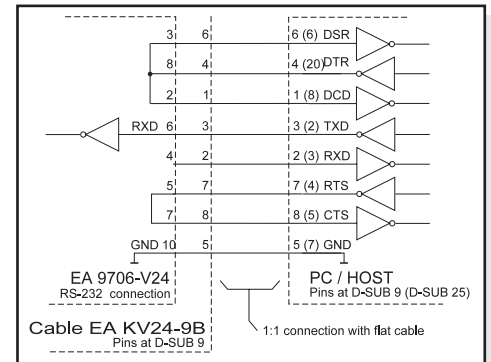 3 6 6 (6) DSR
8 4 4 (20) DTR
2 1 1 (8) DCD
RXD 6 3 3 (2) TXD
4 2 2 (3) RXD
5 7 7 (4) RTS
7 8 8 (5) CTS
GND 10 5 5 (7) GND
EA 9706-V24
RS-232 connection
PC / HOST
Pins at D-SUB 9 (D-SUB 25)
Cable EA KV24-9B
Pins at D-SUB 9
1:1 connection with flat cable